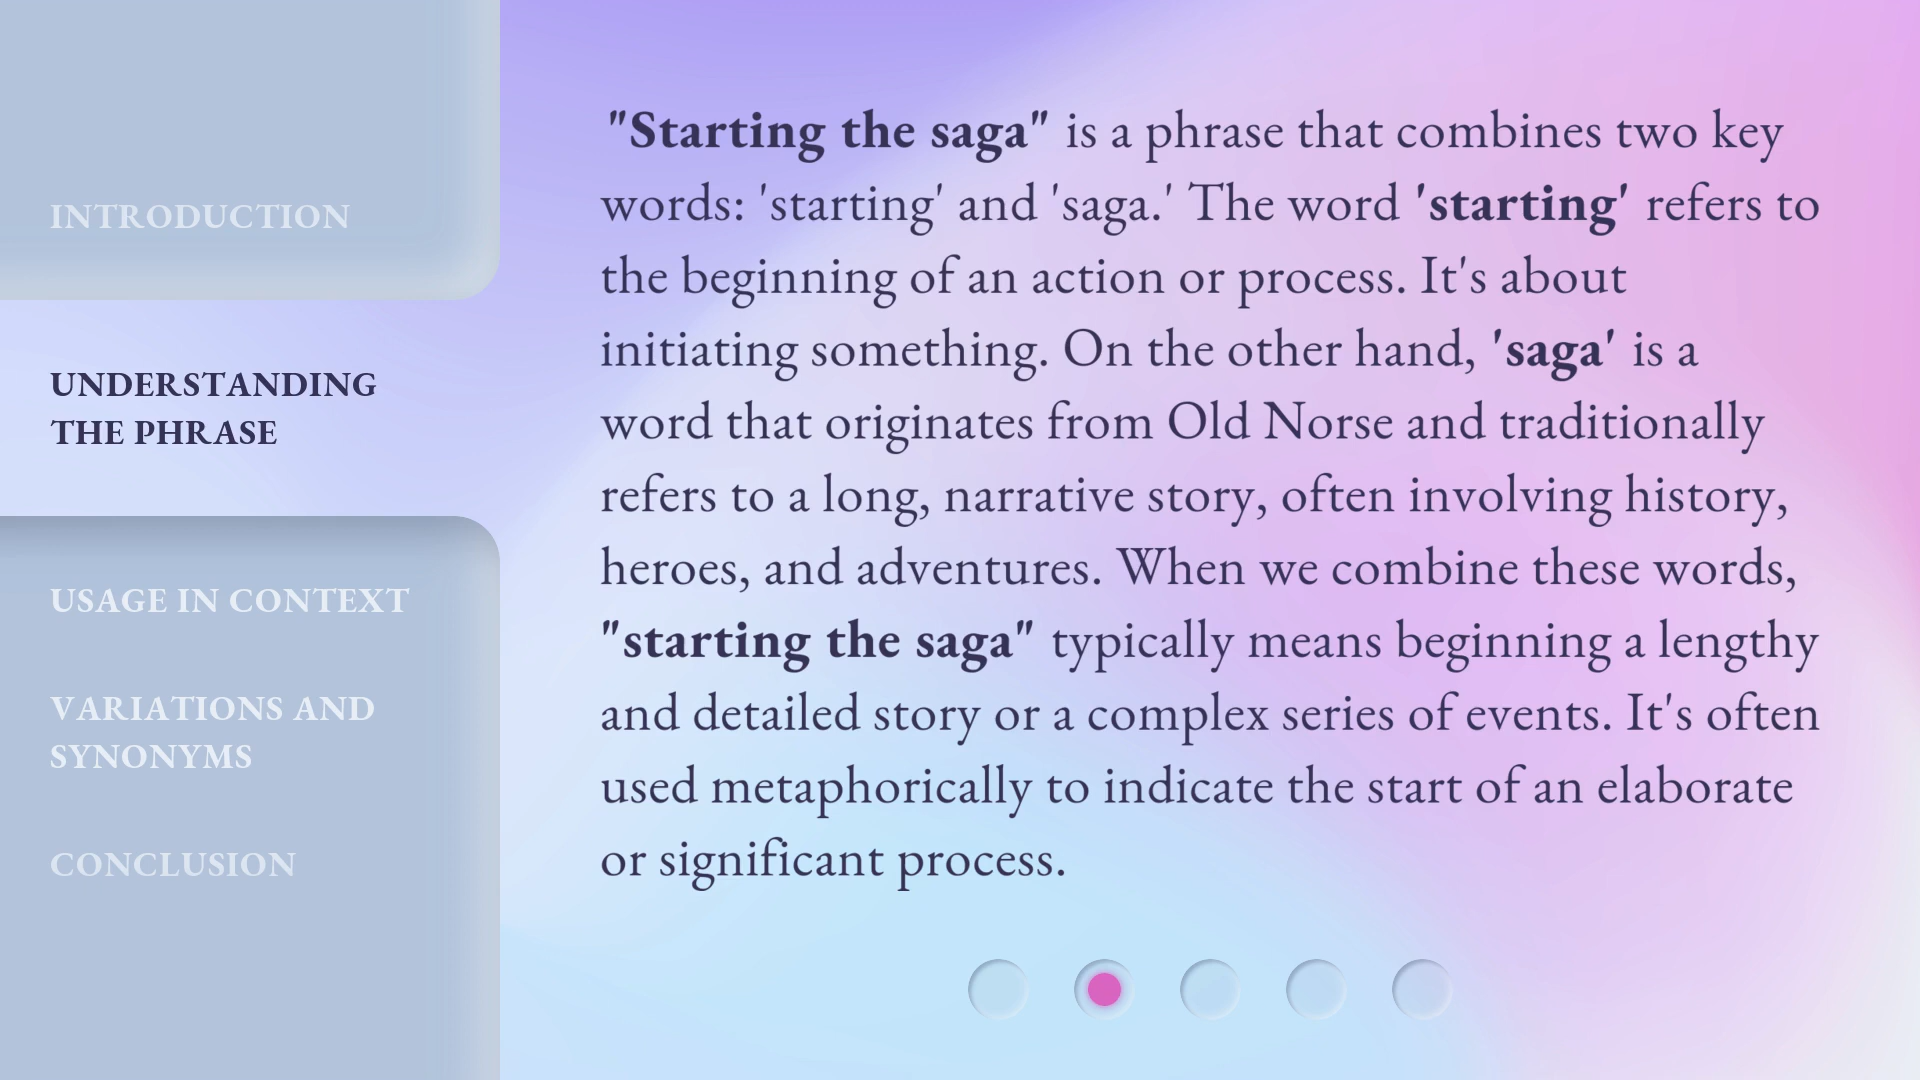 INTRODUCTION
UNDERSTANDING
THE PHRASE
USAGE IN CONTEXT
VARIATIONS AND
SYNONYMS
CONCLUSION
"Starting the saga" is a phrase that combines two key
words: 'starting' and 'saga.' The word 'starting' refers to
the beginning of an action or process. It's about
initiating something. On the other hand, 'saga' is a
word that originates from Old Norse and traditionally
refers to a long, narrative story, often involving history,
heroes, and adventures. When we combine these words,
"starting the saga" typically means beginning a lengthy
and detailed story or a complex series of events. It's often
used metaphorically to indicate the start of an elaborate
or significant process.